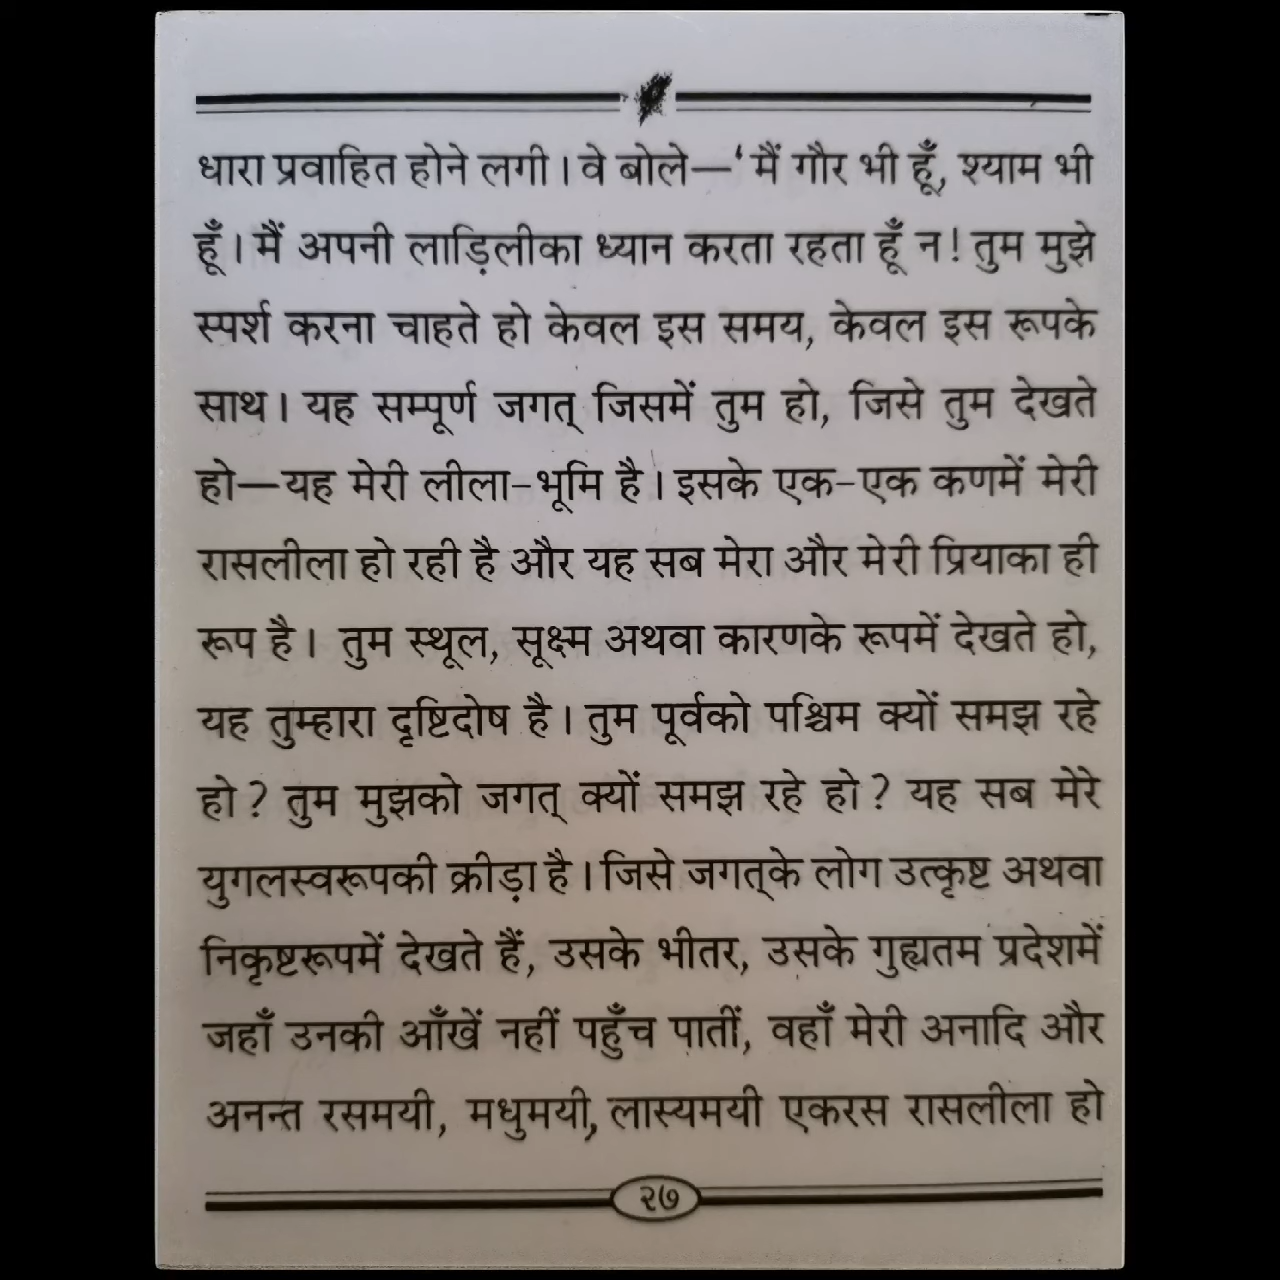 धारा प्रवाहित होने लगी। वे बोले—‘मैं गौर भी हूँ, श्याम भी
हूँ। मैं अपनी लाड़िलीका ध्यान करता रहता हूँ न! तुम मुझे
स्पर्श करना चाहते हो केवल इस समय, केवल इस रूपके
साथ। यह सम्पूर्ण जगत् जिसमें तुम हो, जिसे तुम देखते
हो—यह मेरी लीला-भूमि है। इसके एक-एक कणमें मेरी
रासलीला हो रही है और यह सब मेरा और मेरी प्रियाका ही
रूप है। तुम स्थूल, सूक्ष्म अथवा कारणके रूपमें देखते हो,
यह तुम्हारा दृष्टिदोष है। तुम पूर्वको पश्चिम क्यों समझ रहे
हो? तुम मुझको जगत् क्यों समझ रहे हो? यह सब मेरे
युगलस्वरूपकी क्रीड़ा है। जिसे जगत्‌के लोग उत्कृष्ट अथवा
निकृष्टरूपमें देखते हैं, उसके भीतर, उसके गुह्यतम प्रदेशमें
जहाँ उनकी आँखें नहीं पहुँच पातीं, वहाँ मेरी अनादि और
अनन्त रसमयी, मधुमयी, लास्यमयी एकरस रासलीला हो
२७